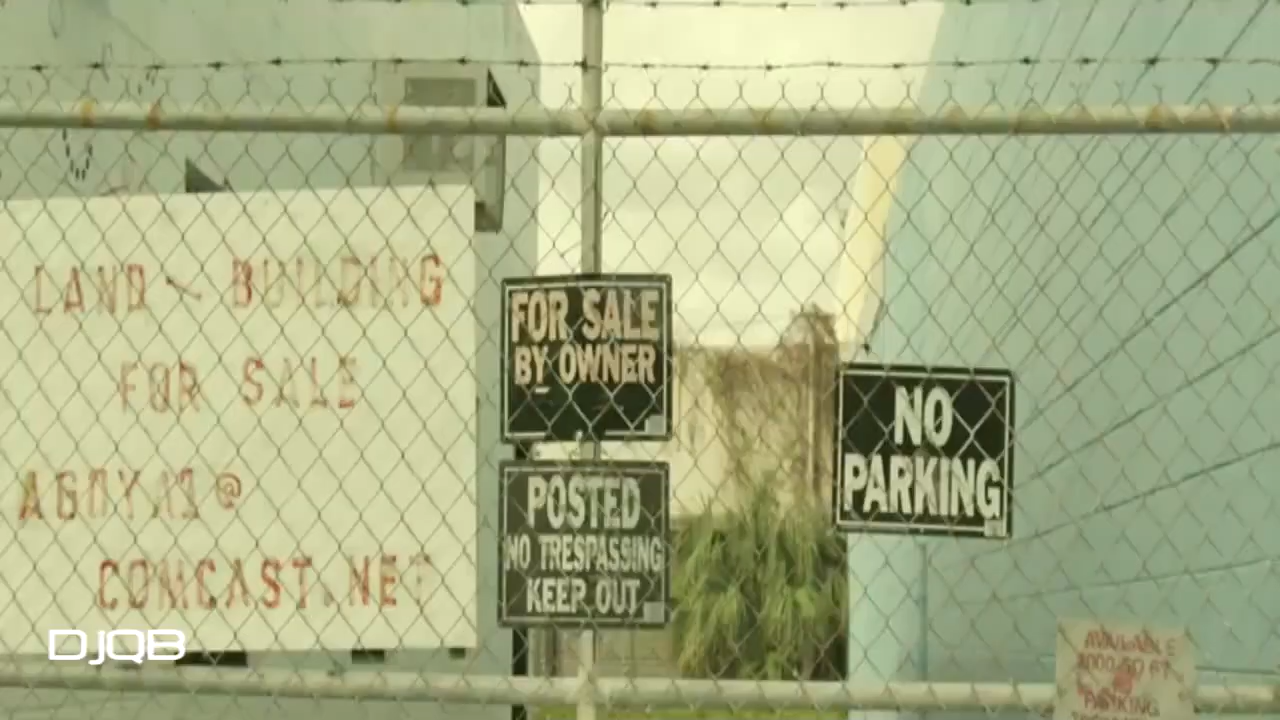 LAND - BUILDING
FOR SALE
COMCAST.NET
FOR SALE
BY OWNER
POSTED
NO TRESPASSING
KEEP OUT
NO
PARKING
AVAILABLE
PARKING
DJQB